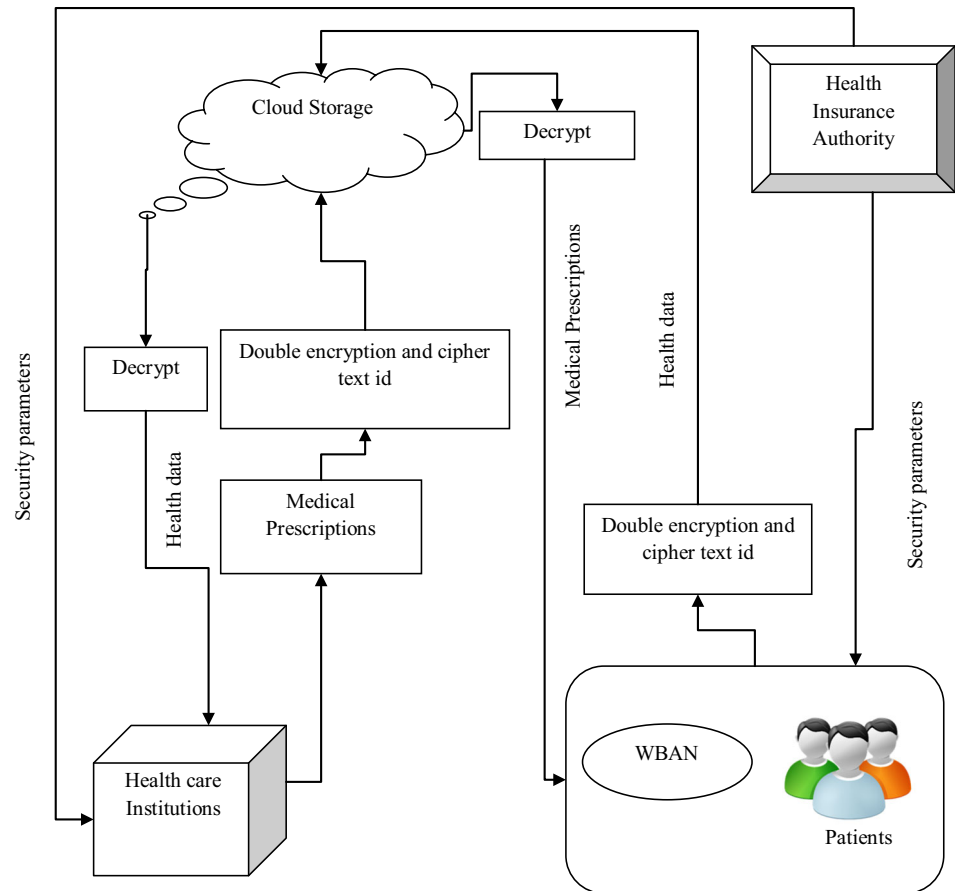 Cloud Storage
Decrypt
Health
Insurance
Authority
Medical Prescriptions
Health data
Security parameters
Decrypt
Double encryption and cipher
text id
Security parameters
Health data
Medical
Prescriptions
Double encryption and
cipher text id
Health care
Institutions
WBAN
Patients